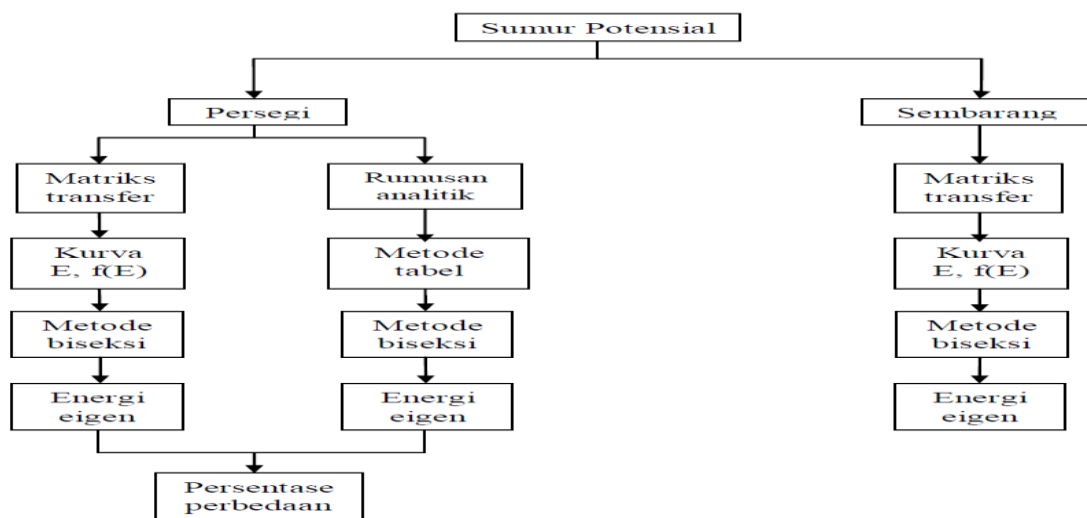 Sumur Potensial
Persegi
Sembarang
Matriks
transfer
Rumusan
analitik
Matriks
transfer
Kurva
E, f(E)
Metode
tabel
Kurva
E, f(E)
Metode
biseksi
Metode
biseksi
Metode
biseksi
Energi
eigen
Energi
eigen
Energi
eigen
Persentase
perbedaan